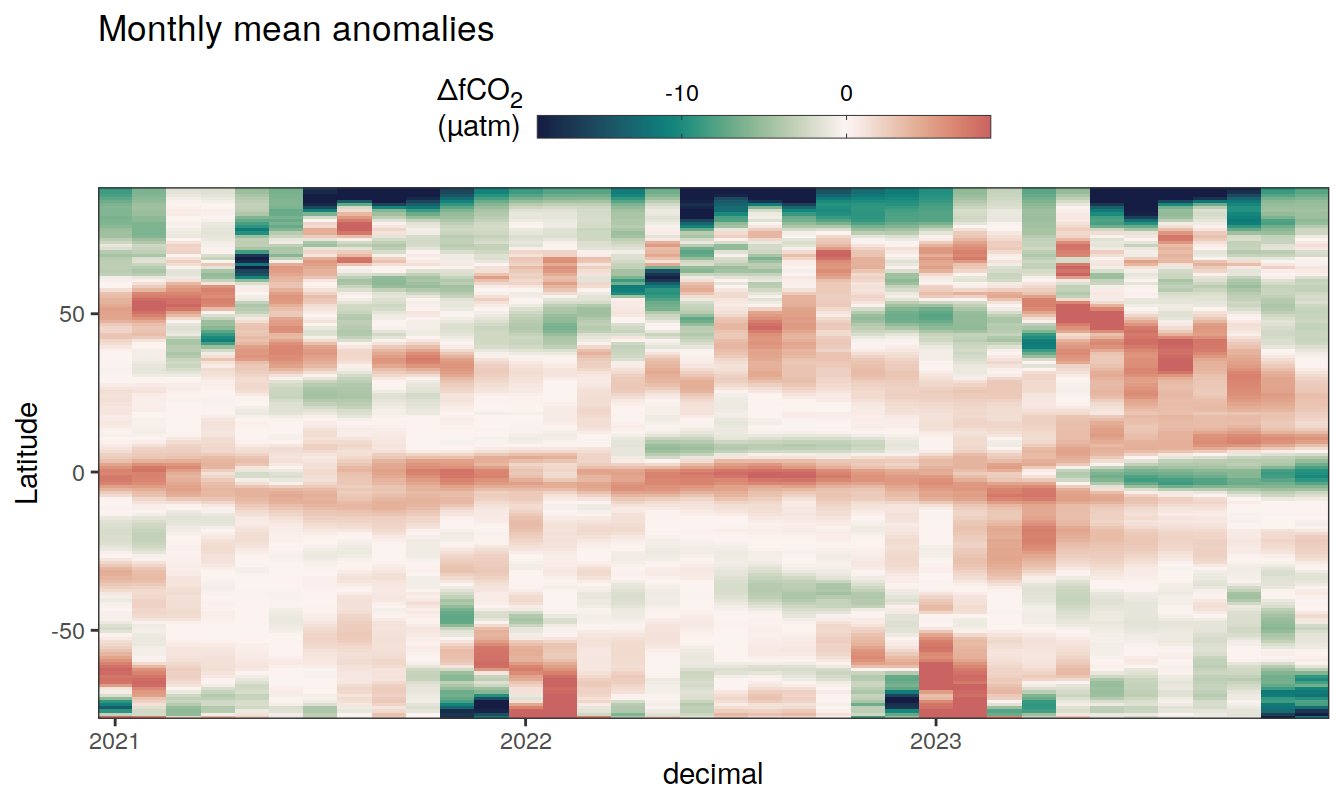 Monthly mean anomalies
ΔfCO₂
(µatm)
-10
0
Latitude
50
0
-50
2021
2022
2023
decimal